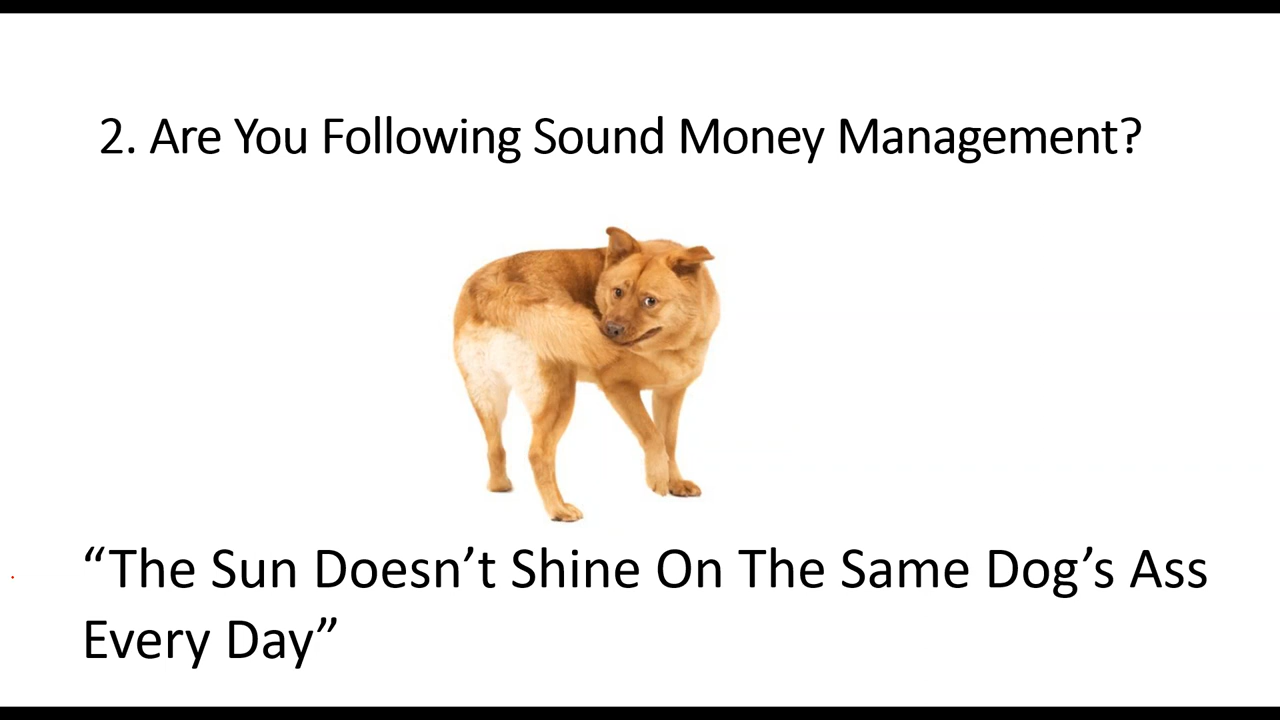 2. Are You Following Sound Money Management?
“The Sun Doesn’t Shine On The Same Dog’s Ass
Every Day”